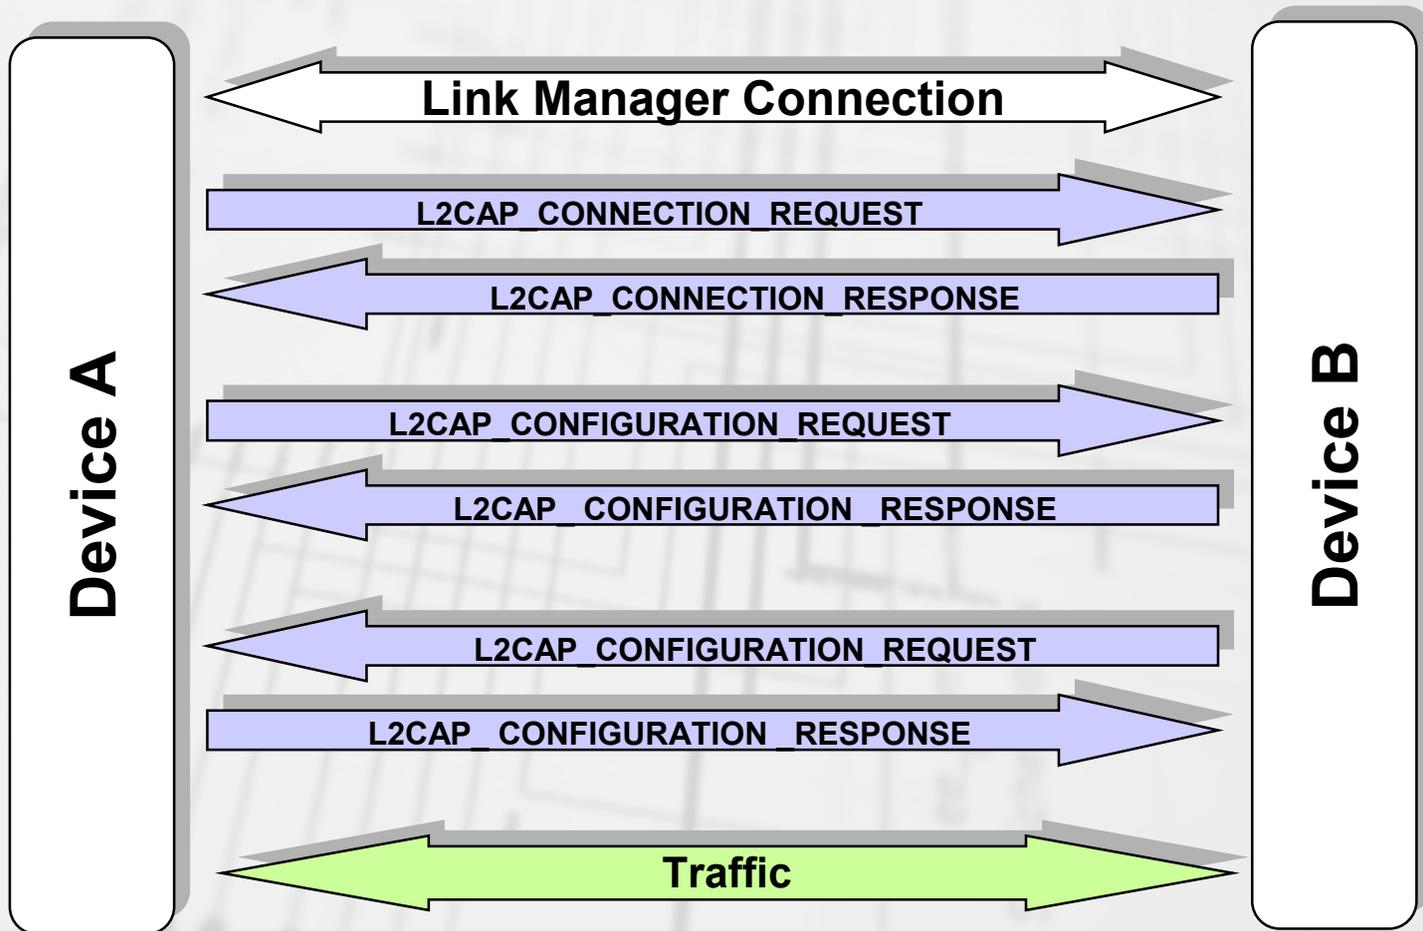 Link Manager Connection
L2CAP_CONNECTION_REQUEST
L2CAP_CONNECTION_RESPONSE
L2CAP_CONFIGURATION_REQUEST
L2CAP_ CONFIGURATION _RESPONSE
L2CAP_CONFIGURATION_REQUEST
L2CAP_ CONFIGURATION _RESPONSE
Traffic
Device A
Device B